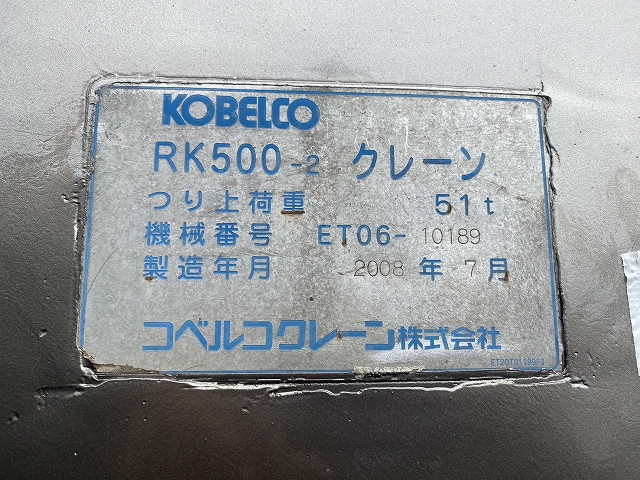 KOBELCO
RK500-2 クレーン
つり上荷重 51t
機械番号 ET06-10189
製造年月 2008年7月
コベルコクレーン株式会社